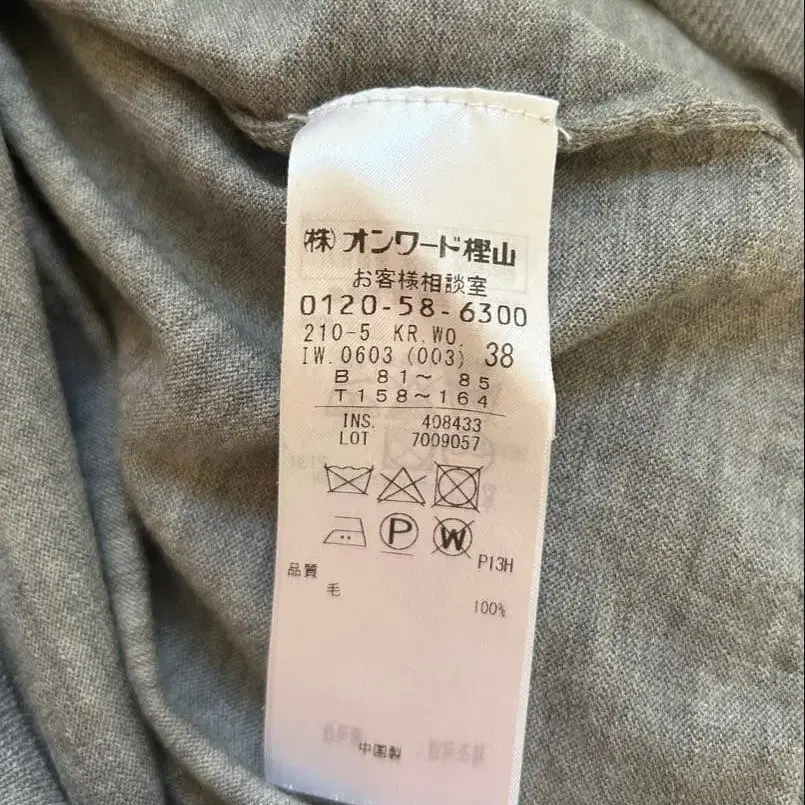 ㈱オンワード樫山
お客様相談室
0120-58-6300
210-5 KR.WO.
IW.0603 (003) 38
B 81~ 85
T158~164
INS. 408433
LOT 7009057
P W
P13H
品質
毛
100%
中国製